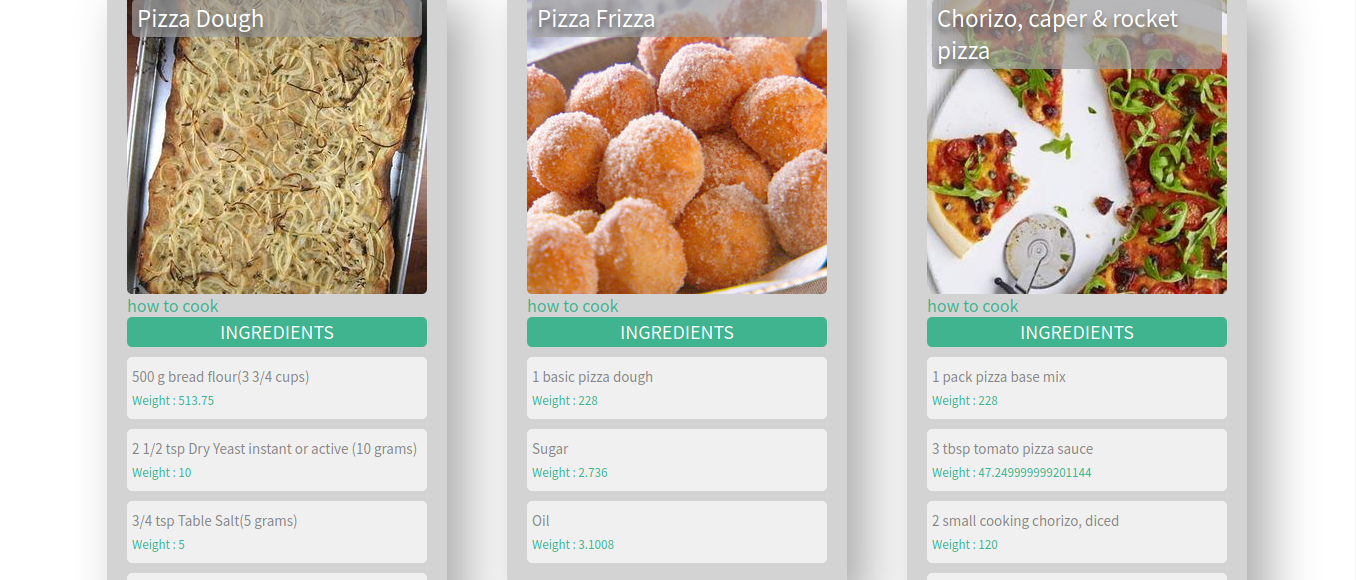 Pizza Dough
how to cook
INGREDIENTS
500 g bread flour(3 3/4 cups)
Weight : 513.75
2 1/2 tsp Dry Yeast instant or active (10 grams)
Weight : 10
3/4 tsp Table Salt(5 grams)
Weight : 5
Pizza Frizza
how to cook
INGREDIENTS
1 basic pizza dough
Weight : 228
Sugar
Weight : 2.736
Oil
Weight : 3.1008
Chorizo, caper & rocket
pizza
how to cook
INGREDIENTS
1 pack pizza base mix
Weight : 228
3 tbsp tomato pizza sauce
Weight : 47.249999999201144
2 small cooking chorizo, diced
Weight : 120